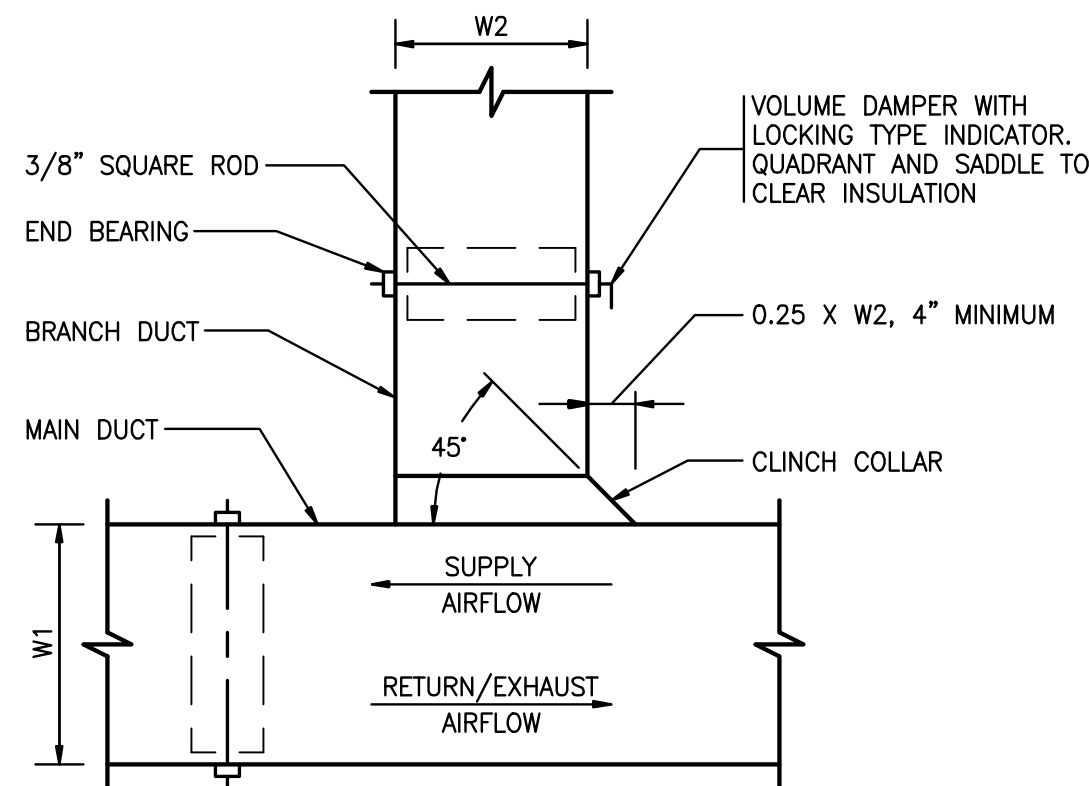 W2
VOLUME DAMPER WITH
LOCKING TYPE INDICATOR.
QUADRANT AND SADDLE TO
CLEAR INSULATION
3/8" SQUARE ROD
END BEARING
BRANCH DUCT
0.25 X W2, 4" MINIMUM
MAIN DUCT
45°
CLINCH COLLAR
W1
SUPPLY
AIRFLOW
RETURN/EXHAUST
AIRFLOW